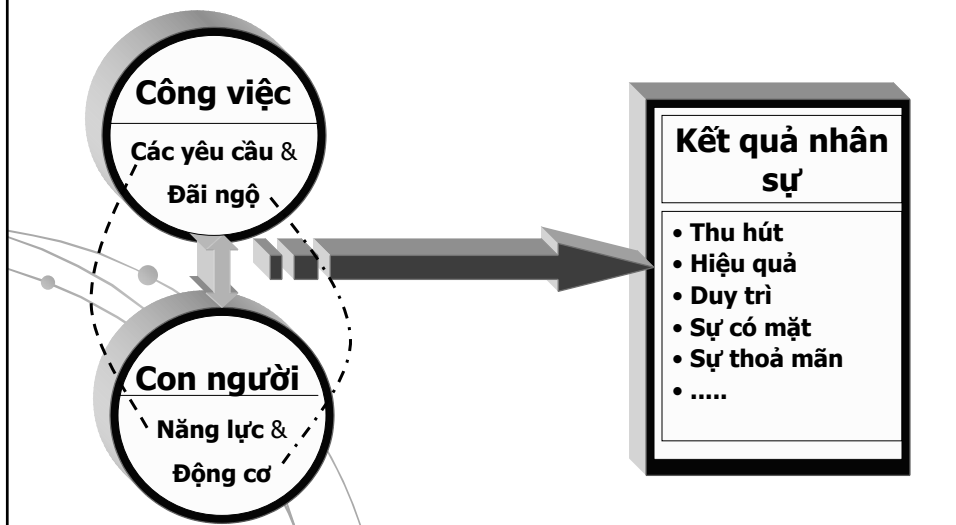 Công việc
Các yêu cầu &
Đãi ngộ
Con người
Năng lực &
Động cơ
Kết quả nhân
sự
• Thu hút
• Hiệu quả
• Duy trì
• Sự có mặt
• Sự thoả mãn
• .....